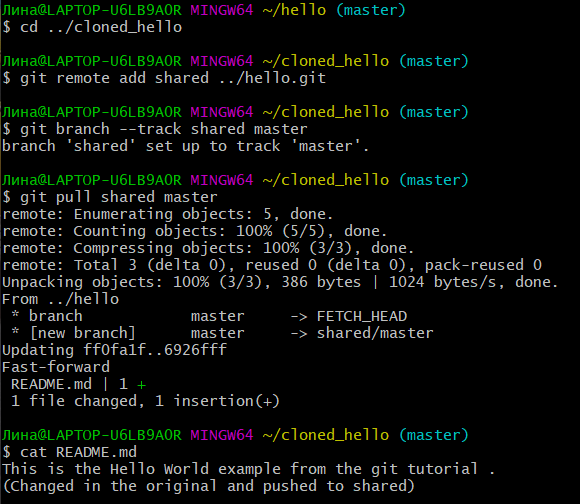 Лина@LAPTOP-U6LB9A0R MINGW64 ~/hello (master)
$ cd ../cloned_hello
Лина@LAPTOP-U6LB9A0R MINGW64 ~/cloned_hello (master)
$ git remote add shared ../hello.git
Лина@LAPTOP-U6LB9A0R MINGW64 ~/cloned_hello (master)
$ git branch --track shared master
branch 'shared' set up to track 'master'.
Лина@LAPTOP-U6LB9A0R MINGW64 ~/cloned_hello (master)
$ git pull shared master
remote: Enumerating objects: 5, done.
remote: Counting objects: 100% (5/5), done.
remote: Compressing objects: 100% (3/3), done.
remote: Total 3 (delta 0), reused 0 (delta 0), pack-reused 0
Unpacking objects: 100% (3/3), 386 bytes | 1024 bytes/s, done.
From ../hello
 * branch            master     -> FETCH_HEAD
 * [new branch]      master     -> shared/master
Updating ff0fa1f..6926fff
Fast-forward
 README.md | 1 +
 1 file changed, 1 insertion(+)
Лина@LAPTOP-U6LB9A0R MINGW64 ~/cloned_hello (master)
$ cat README.md
This is the Hello World example from the git tutorial .
(Changed in the original and pushed to shared)